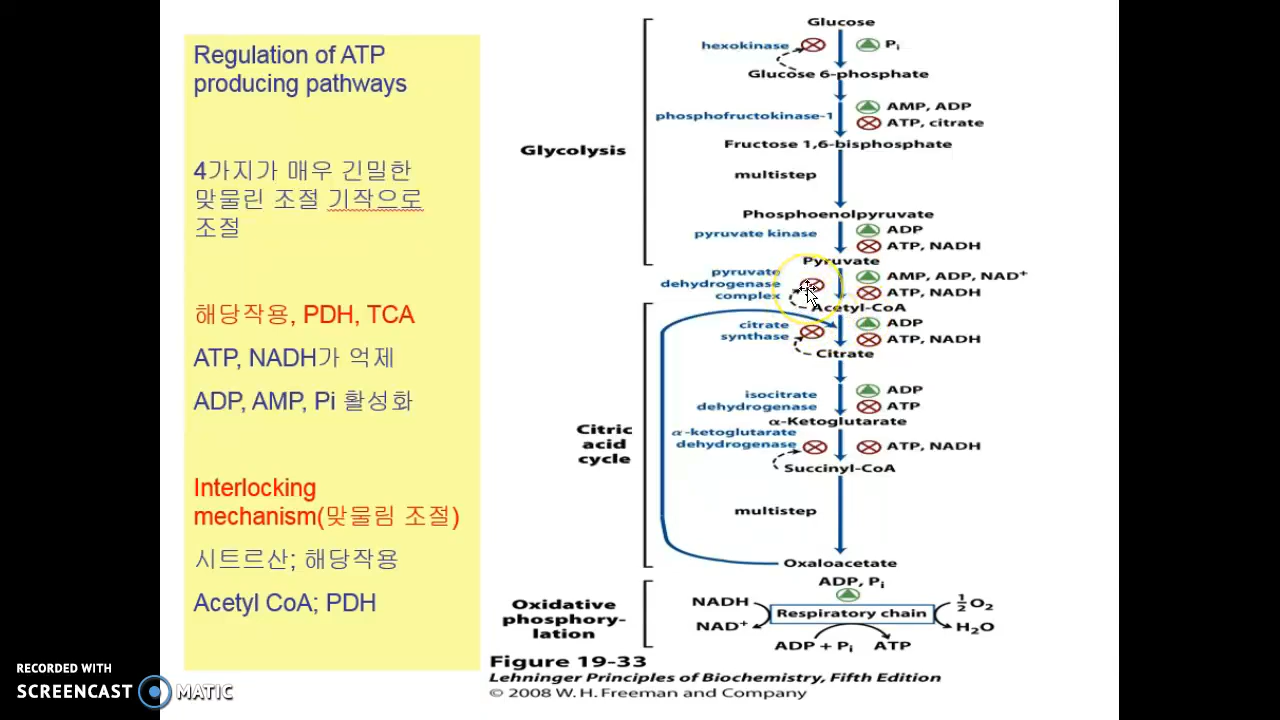 Regulation of ATP
producing pathways
4가지가 매우 긴밀한
맞물린 조절 기작으로
조절
해당작용, PDH, TCA
ATP, NADH가 억제
ADP, AMP, Pi 활성화
Interlocking
mechanism(맞물림 조절)
시트르산; 해당작용
Acetyl CoA; PDH
Glucose
hexokinase
Pi
Glucose 6-phosphate
AMP, ADP
phosphofructokinase-1
ATP, citrate
Fructose 1,6-bisphosphate
Glycolysis
multistep
Phosphoenolpyruvate
ADP
pyruvate kinase
ATP, NADH
Pyruvate
pyruvate
dehydrogenase
complex
AMP, ADP, NAD+
ATP, NADH
Acetyl-CoA
citrate
synthase
ADP
ATP, NADH
Citrate
isocitrate
dehydrogenase
ADP
ATP
α-Ketoglutarate
Citric
acid
cycle
α-ketoglutarate
dehydrogenase
ATP, NADH
Succinyl-CoA
multistep
Oxaloacetate
ADP, Pi
Oxidative
phosphory-
lation
NADH
NAD+
Respiratory chain
1/2 O2
H2O
ADP + Pi ATP
Figure 19-33
Lehninger Principles of Biochemistry, Fifth Edition
© 2008 W. H. Freeman and Company
RECORDED WITH
SCREENCAST MATIC